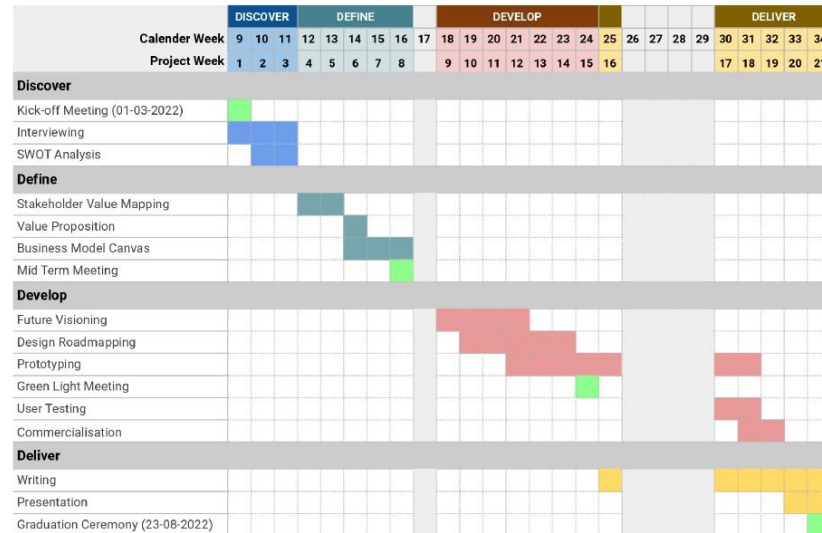 DISCOVER DEFINE DEVELOP DELIVER
Calender Week 9 10 11 12 13 14 15 16 17 18 19 20 21 22 23 24 25 26 27 28 29 30 31 32 33 34
Project Week 1 2 3 4 5 6 7 8 9 10 11 12 13 14 15 16 17 18 19 20 21
Discover
Kick-off Meeting (01-03-2022)
Interviewing
SWOT Analysis
Define
Stakeholder Value Mapping
Value Proposition
Business Model Canvas
Mid Term Meeting
Develop
Future Visioning
Design Roadmapping
Prototyping
Green Light Meeting
User Testing
Commercialisation
Deliver
Writing
Presentation
Graduation Ceremony (23-08-2022)